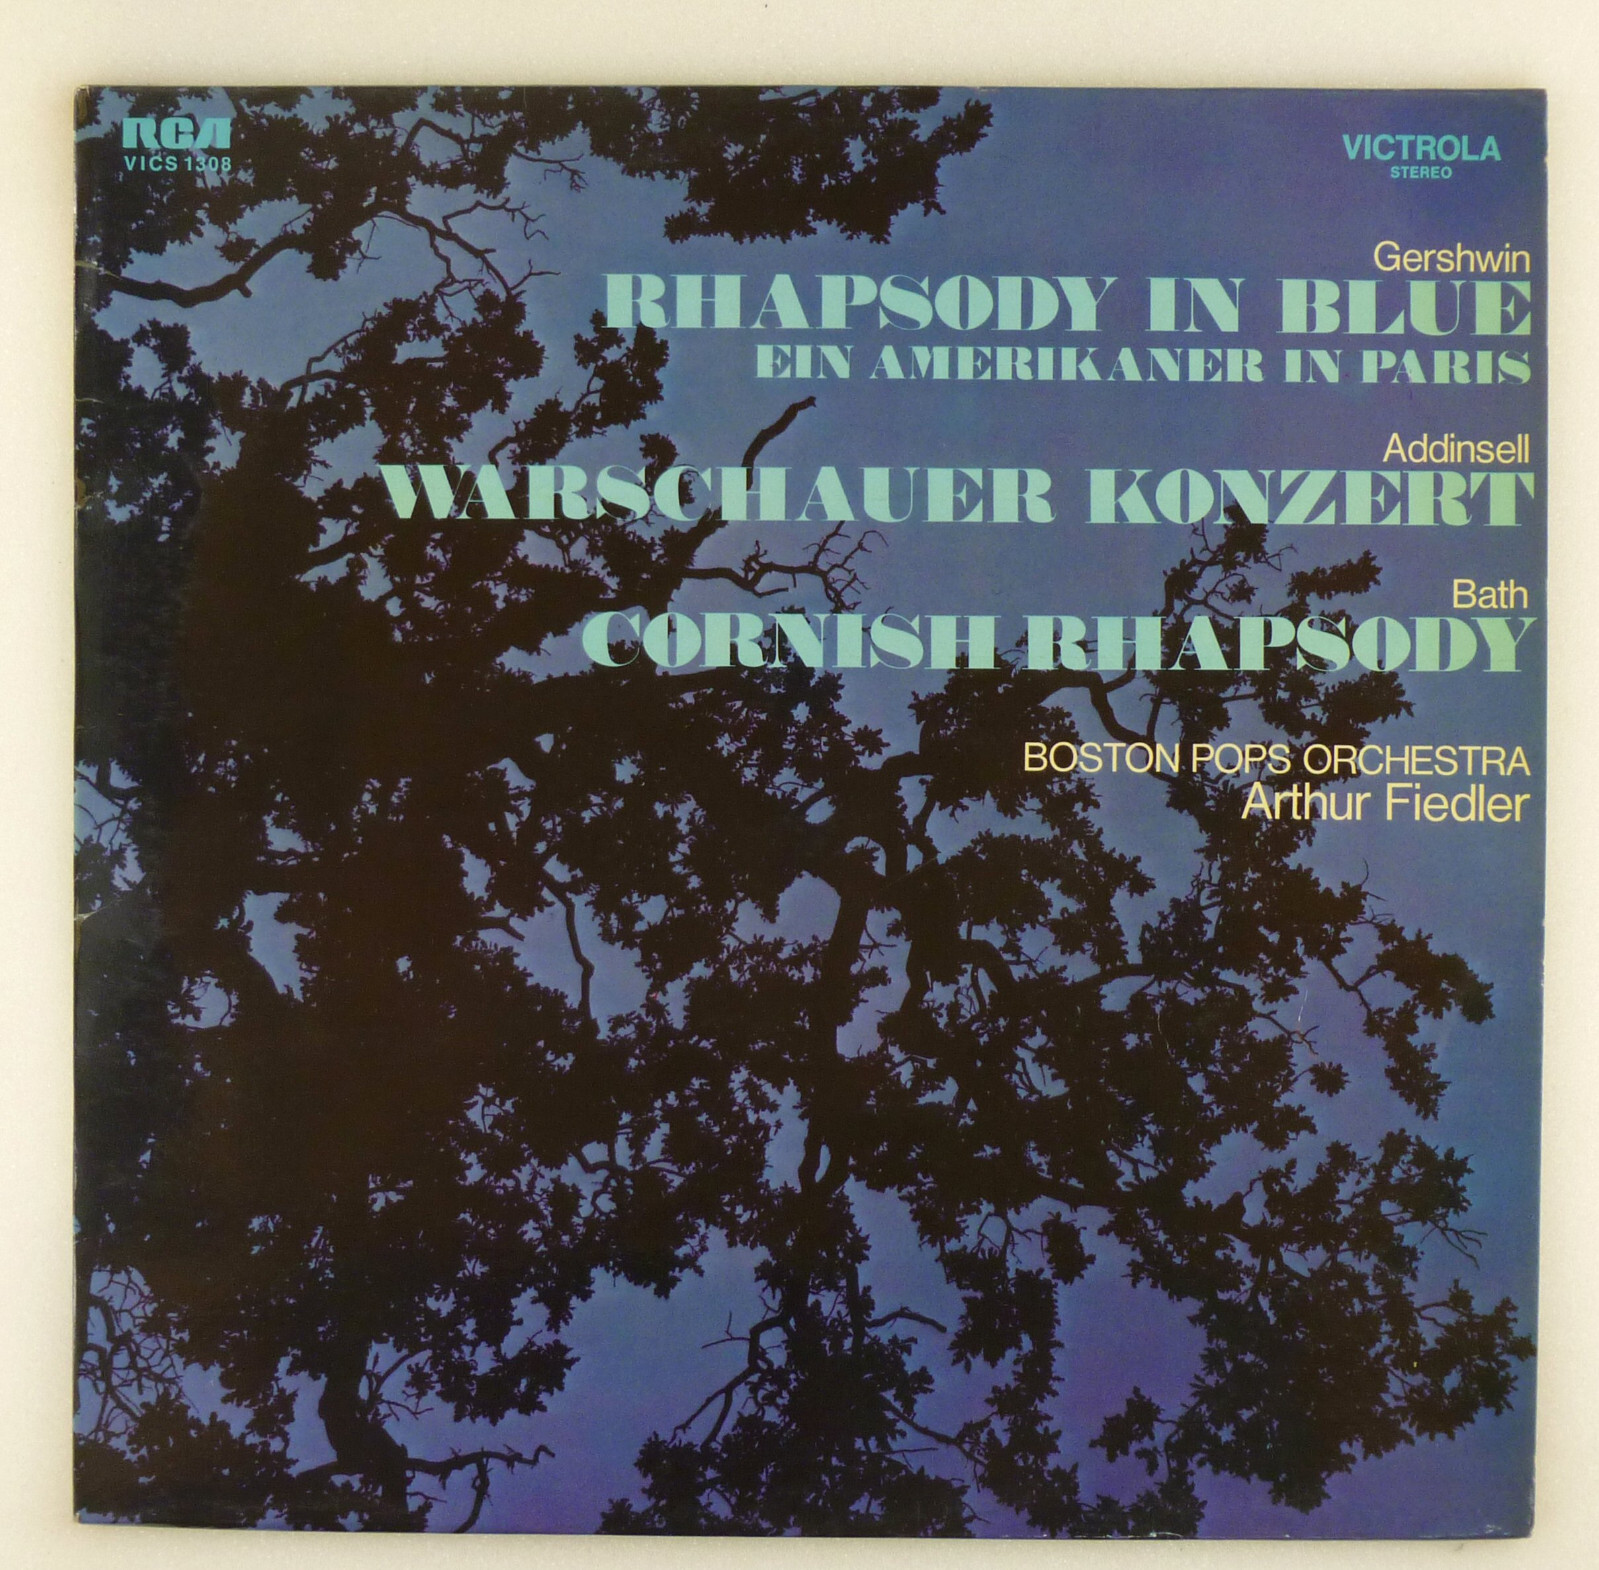 RCA
VICS 1308
VICTROLA
STEREO
Gershwin
RHAPSODY IN BLUE
EIN AMERIKANER IN PARIS
Addinsell
WARSCHAUER KONZERT
Bath
CORNISH RHAPSODY
BOSTON POPS ORCHESTRA
Arthur Fiedler